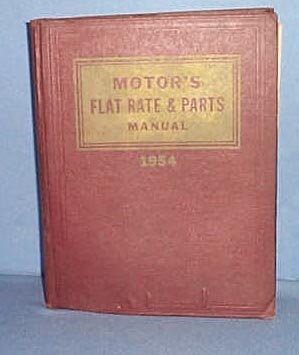 MOTOR'S
FLAT RATE & PARTS
MANUAL
1954